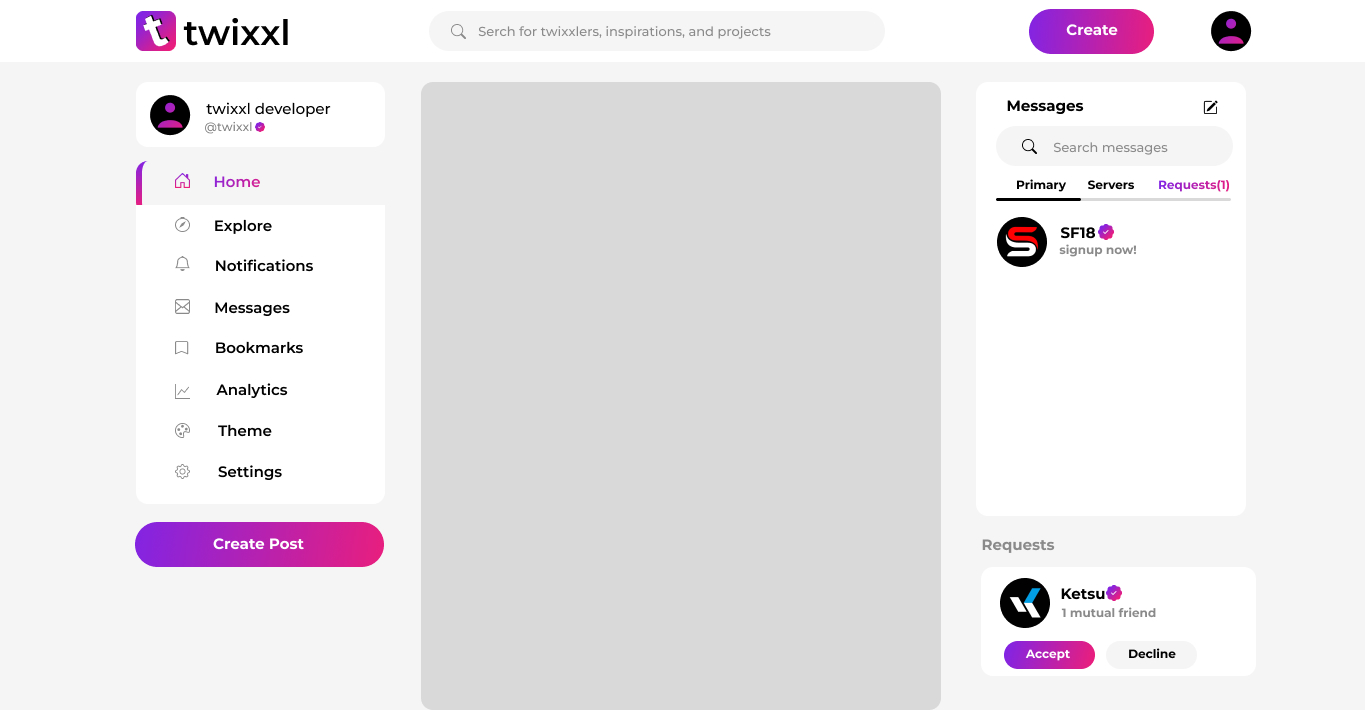 twixxl
Serch for twixxlers, inspirations, and projects
Create
twixxl developer
@twixxl
Home
Explore
Notifications
Messages
Bookmarks
Analytics
Theme
Settings
Create Post
Messages
Search messages
Primary Servers Requests(1)
SF18
signup now!
Requests
Ketsu
1 mutual friend
Accept Decline